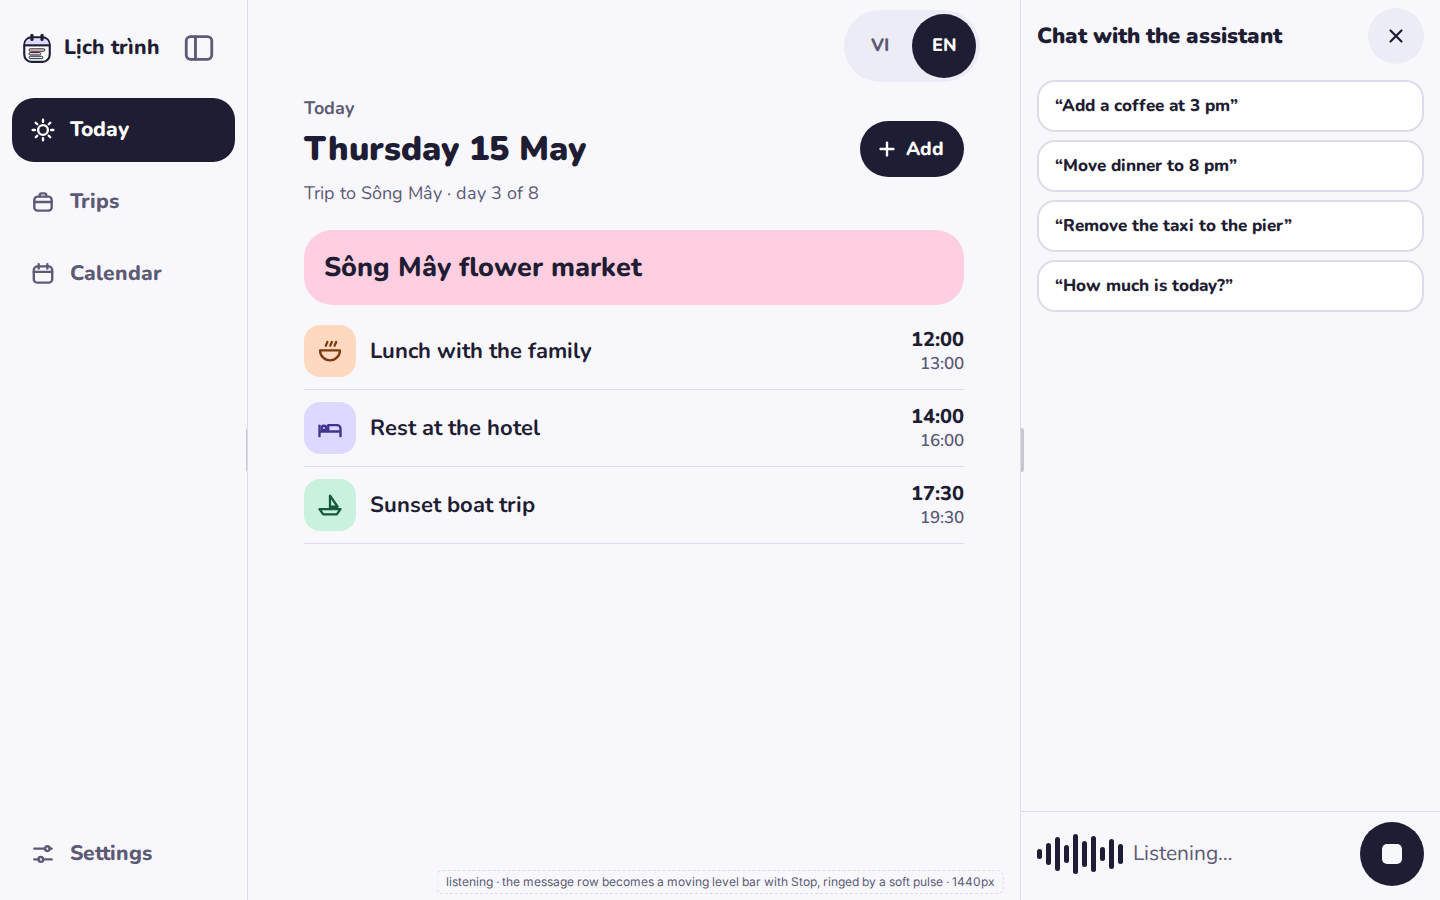 Lịch trình
Today
Trips
Calendar
Settings
VI
EN
Today
Thursday 15 May
Trip to Sông Mây · day 3 of 8
Add
Sông Mây flower market
Lunch with the family
12:00
13:00
Rest at the hotel
14:00
16:00
Sunset boat trip
17:30
19:30
listening · the message row becomes a moving level bar with Stop, ringed by a soft pulse · 1440px
Chat with the assistant
“Add a coffee at 3 pm”
“Move dinner to 8 pm”
“Remove the taxi to the pier”
“How much is today?”
Listening…